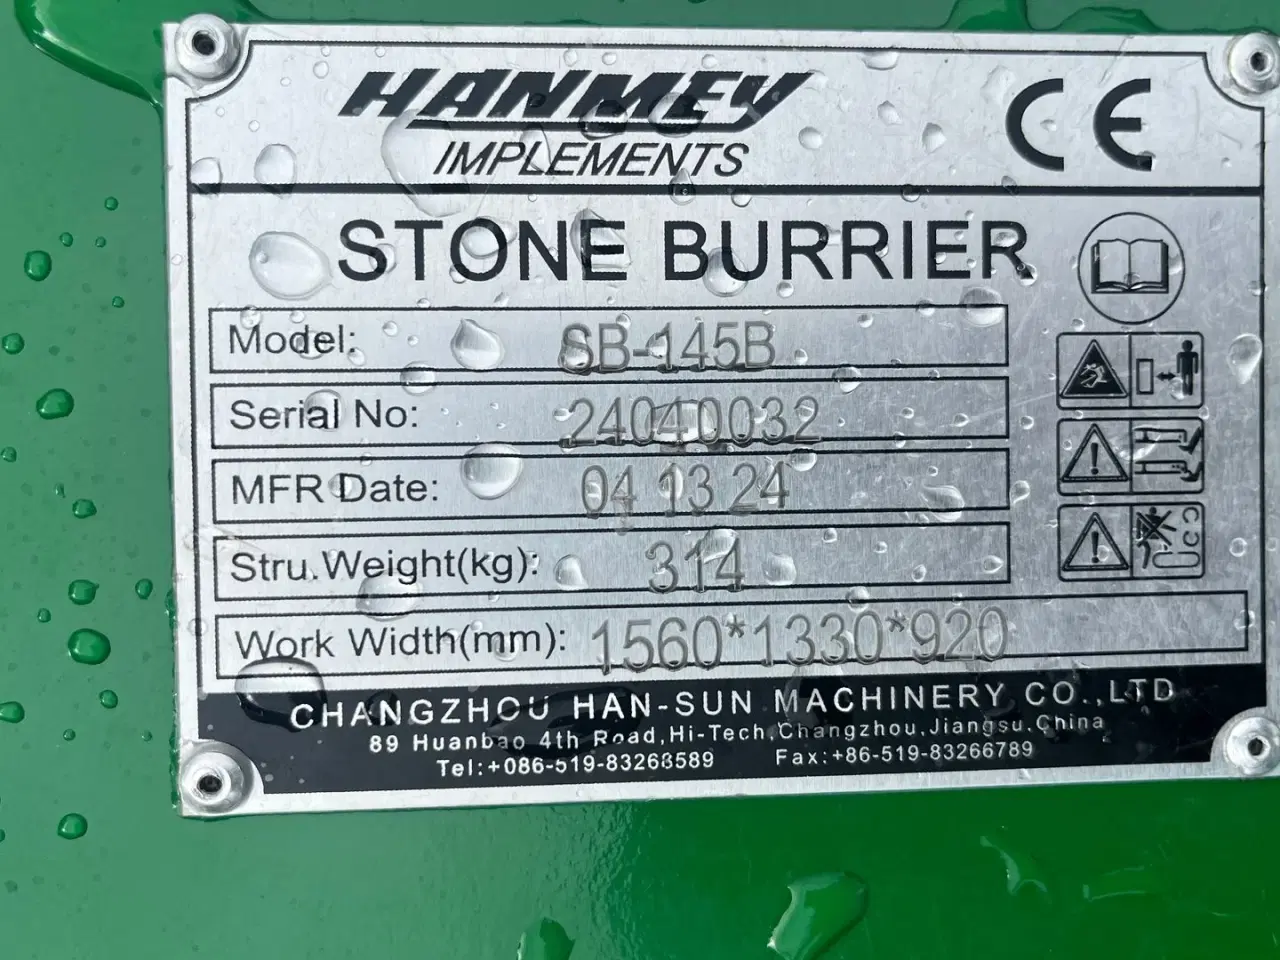 HANMEY
IMPLEMENTS
CE
STONE BURRIER
Model: SB-145B
Serial No: 24040032
MFR Date: 04 13 24
Stru.Weight(kg): 314
Work Width(mm): 1560*1330*920
CHANGZHOU HAN-SUN MACHINERY CO.,LTD
89 Huanbao 4th Road,Hi-Tech,Changzhou,Jiangsu.China
Tel:+086-519-83268589 Fax:+86-519-83266789